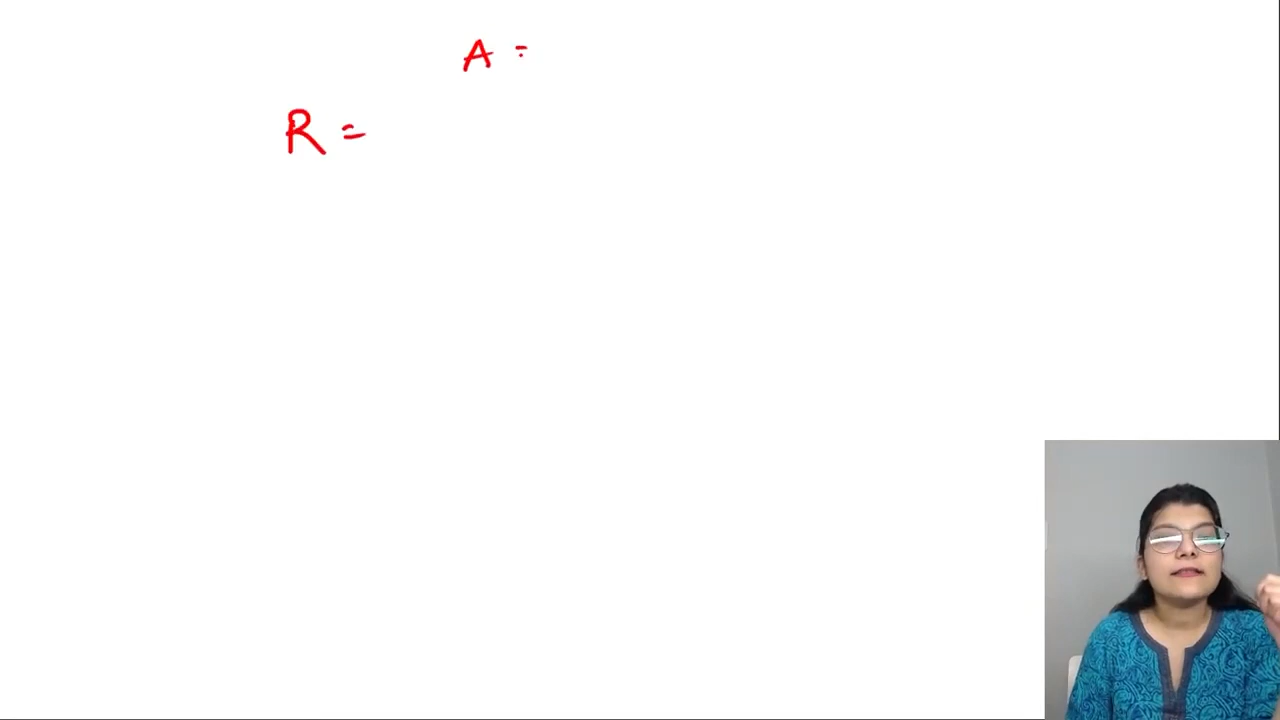 A =
R =